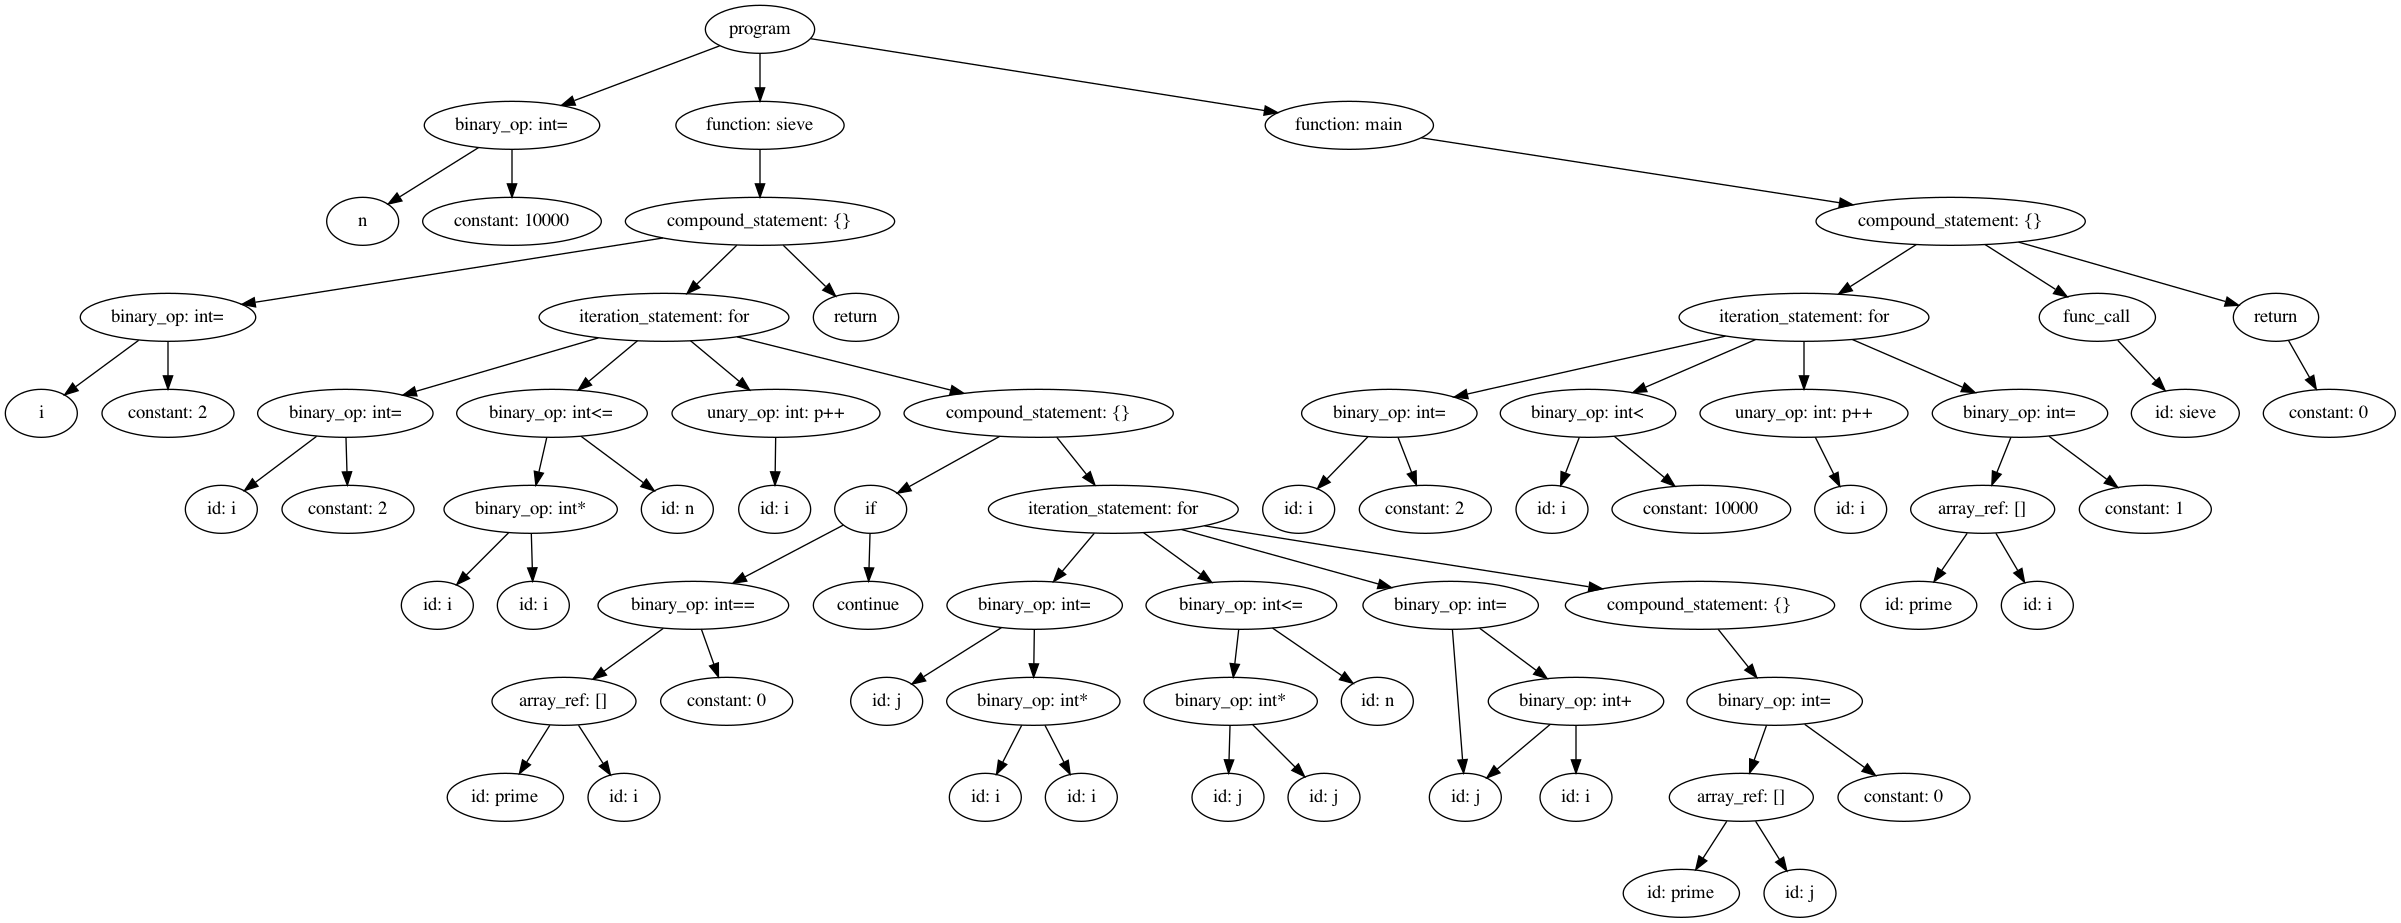 program
binary_op: int=
function: sieve
function: main
n
constant: 10000
compound_statement: {}
compound_statement: {}
binary_op: int=
iteration_statement: for
return
iteration_statement: for
func_call
return
i
constant: 2
binary_op: int=
binary_op: int<=
unary_op: int: p++
compound_statement: {}
binary_op: int=
binary_op: int<
unary_op: int: p++
binary_op: int=
id: sieve
constant: 0
id: i
constant: 2
binary_op: int*
id: n
id: i
if
iteration_statement: for
id: i
constant: 2
id: i
constant: 10000
id: i
array_ref: []
constant: 1
id: i
id: i
binary_op: int==
continue
binary_op: int=
binary_op: int<=
binary_op: int=
compound_statement: {}
id: prime
id: i
array_ref: []
constant: 0
id: j
binary_op: int*
binary_op: int*
id: n
binary_op: int+
binary_op: int=
id: prime
id: i
id: i
id: i
id: j
id: j
id: j
id: i
array_ref: []
constant: 0
id: prime
id: j